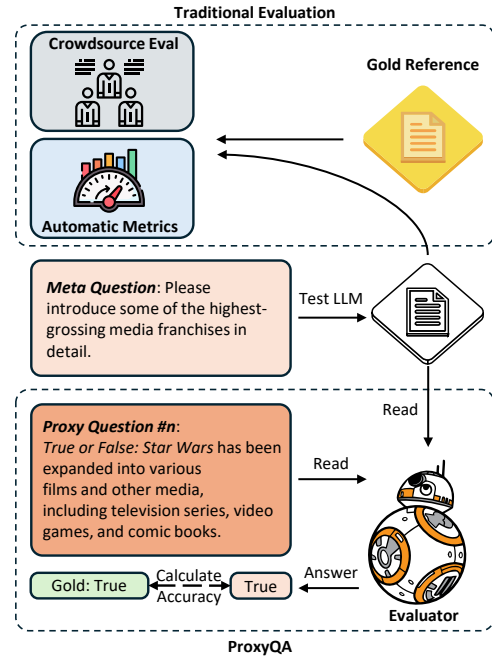 Traditional Evaluation
Crowdsource Eval
Gold Reference
Automatic Metrics
Meta Question: Please
introduce some of the highest-
grossing media franchises in
detail.
Test LLM
Read
Proxy Question #n:
True or False: Star Wars has been
expanded into various
films and other media,
including television series, video
games, and comic books.
Read
Gold: True
Calculate
Accuracy
True
Answer
Evaluator
ProxyQA